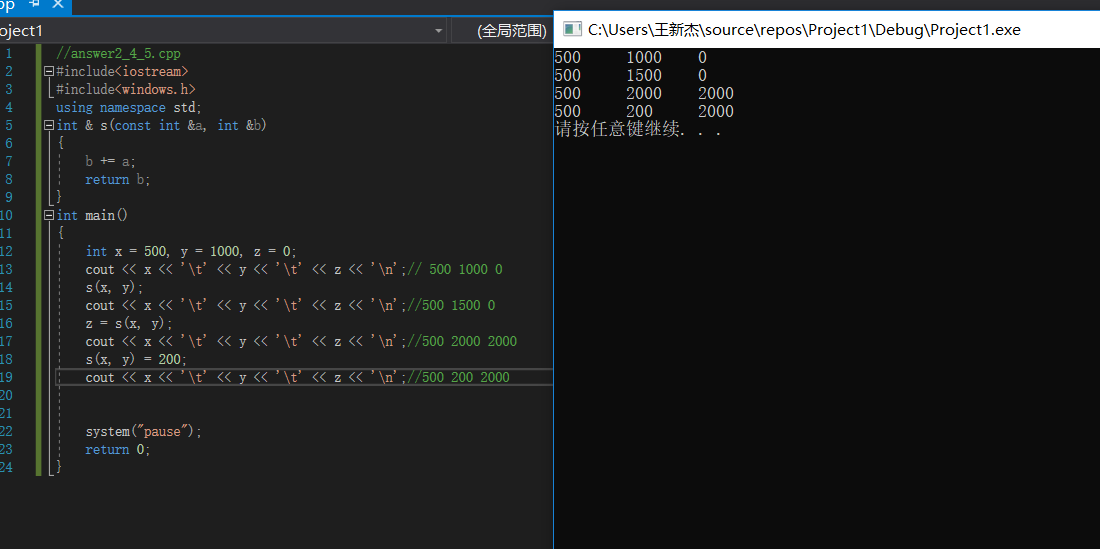 pp
oject1
(全局范围)
1 //answer2_4_5.cpp
2 #include<iostream>
3 #include<windows.h>
4 using namespace std;
5 int & s(const int &a, int &b)
6 {
7 b += a;
8 return b;
9 }
10 int main()
11 {
12 int x = 500, y = 1000, z = 0;
13 cout << x << '\t' << y << '\t' << z << '\n';// 500 1000 0
14 s(x, y);
15 cout << x << '\t' << y << '\t' << z << '\n';//500 1500 0
16 z = s(x, y);
17 cout << x << '\t' << y << '\t' << z << '\n';//500 2000 2000
18 s(x, y) = 200;
19 cout << x << '\t' << y << '\t' << z << '\n';//500 200 2000
20
21
22 system("pause");
23 return 0;
24 }
C:\Users\王新杰\source\repos\Project1\Debug\Project1.exe
500 1000 0
500 1500 0
500 2000 2000
500 200 2000
请按任意键继续. . .